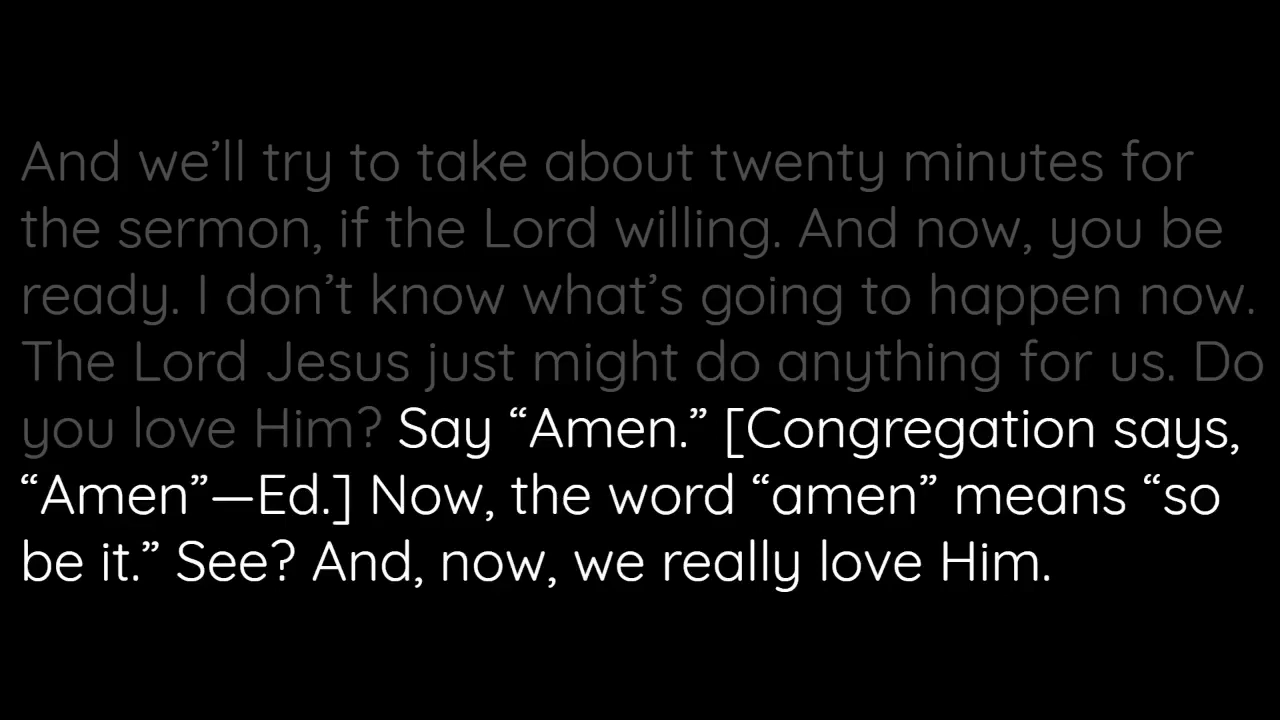 And we’ll try to take about twenty minutes for
the sermon, if the Lord willing. And now, you be
ready. I don’t know what’s going to happen now.
The Lord Jesus just might do anything for us. Do
you love Him? Say “Amen.” [Congregation says,
“Amen”—Ed.] Now, the word “amen” means “so
be it.” See? And, now, we really love Him.